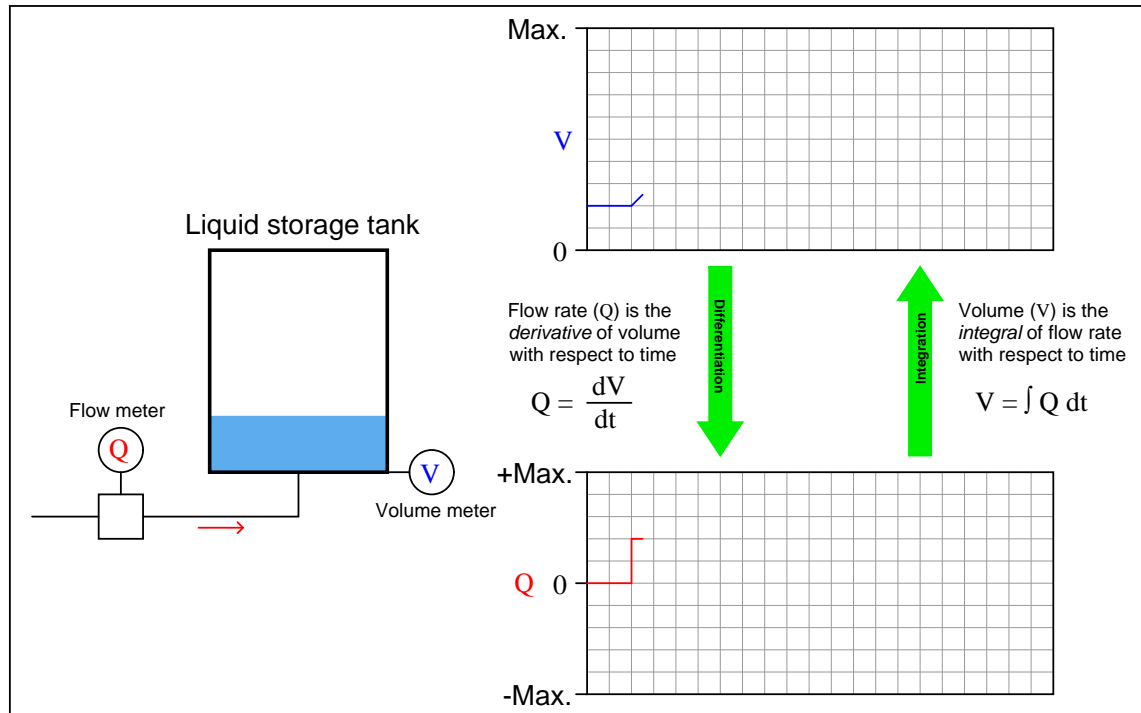 Max.
V
0
Liquid storage tank
Flow meter
Q
V
Volume meter
Flow rate (Q) is the
derivative of volume
with respect to time
Q = dV
dt
Differentiation
Integration
Volume (V) is the
integral of flow rate
with respect to time
V = ∫ Q dt
+Max.
Q 0
-Max.